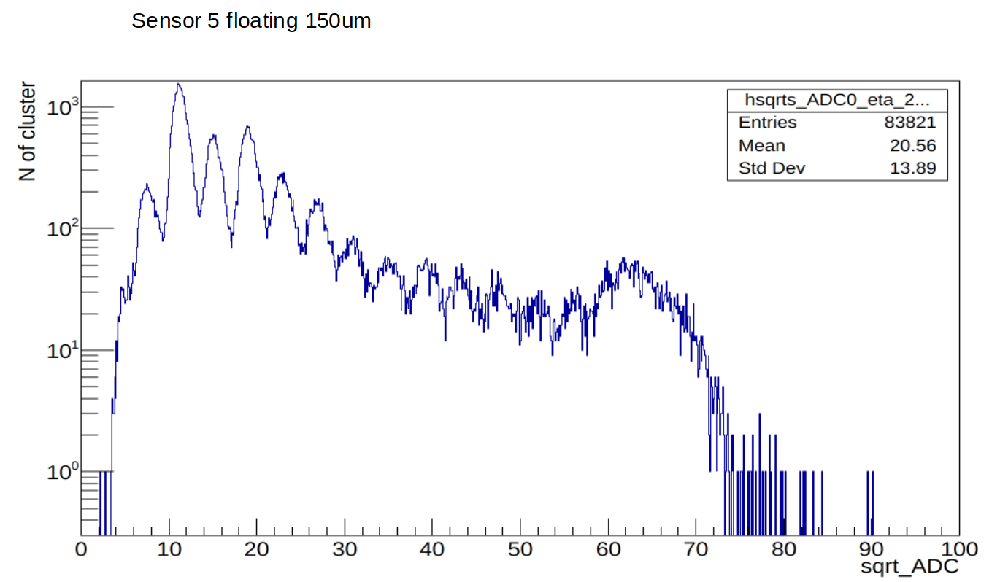 Sensor 5 floating 150um
N of cluster
hsqrts_ADC0_eta_2...
Entries 83821
Mean 20.56
Std Dev 13.89
10³
10²
10¹
10⁰
0 10 20 30 40 50 60 70 80 90 100
sqrt_ADC